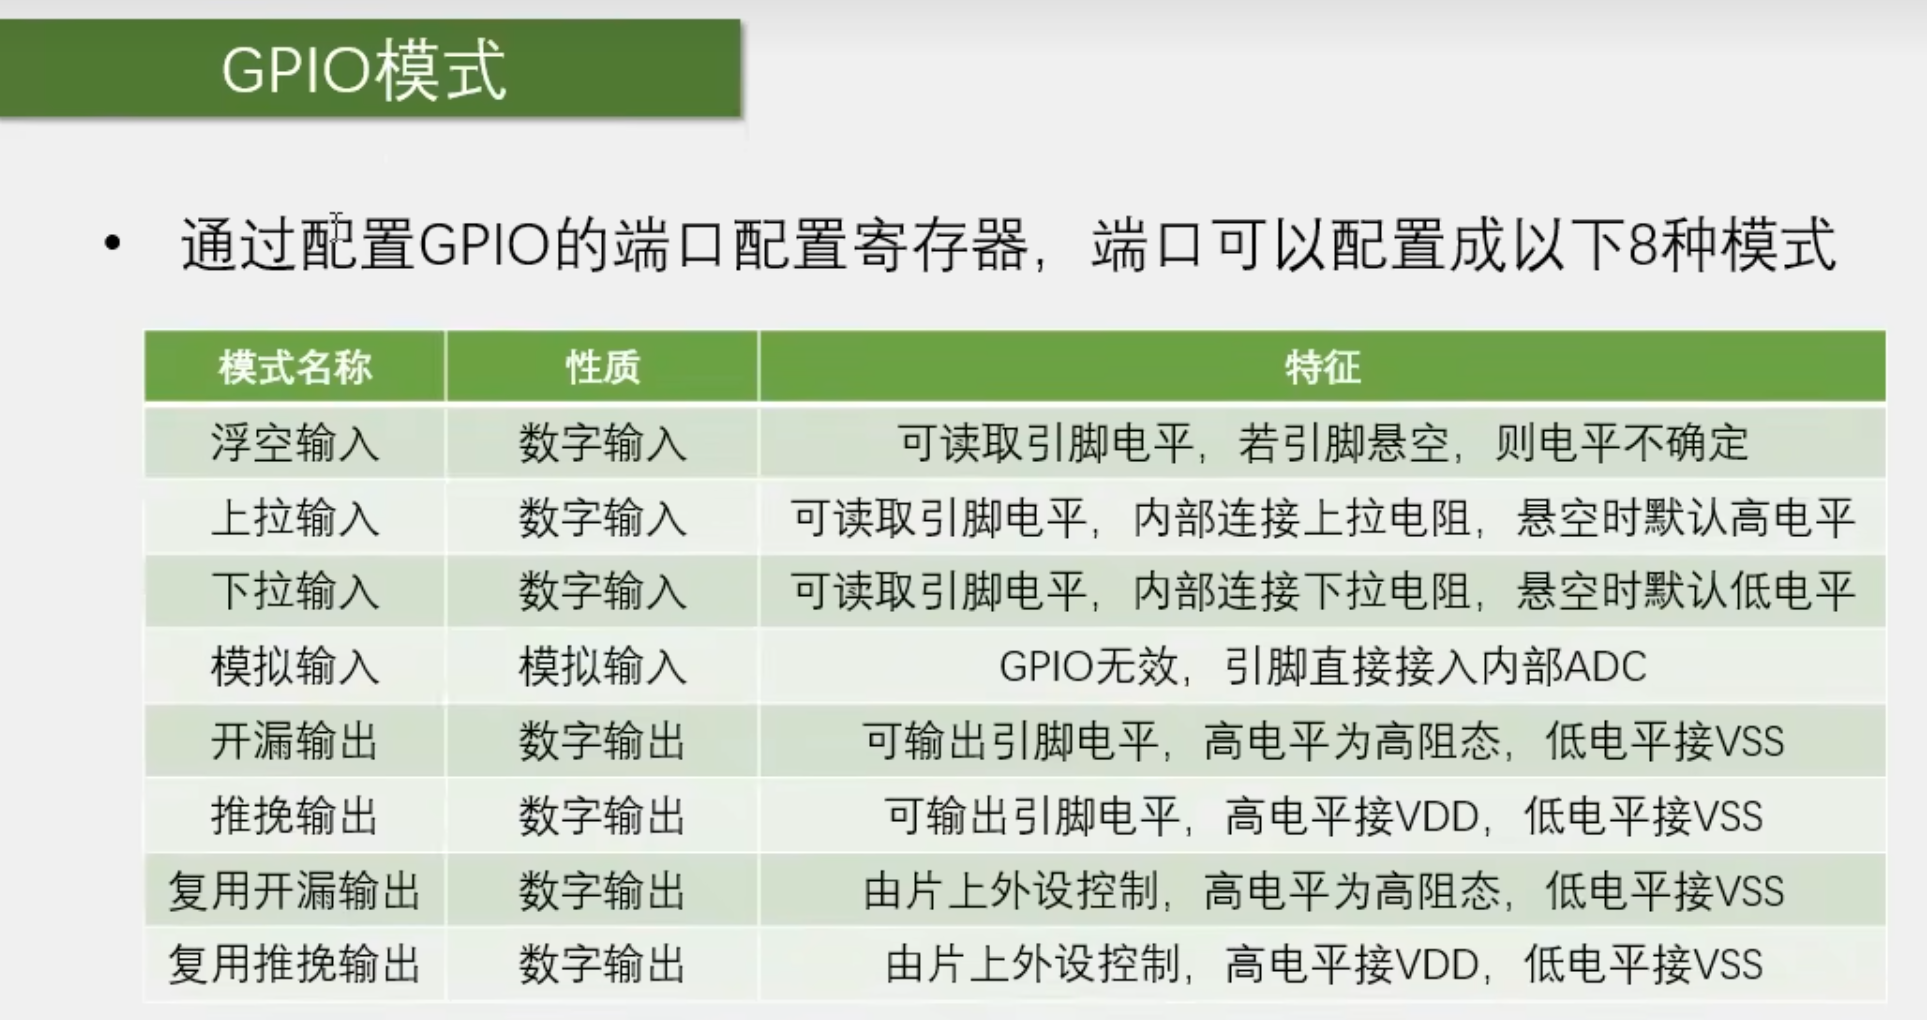 GPIO模式
• 通过配置GPIO的端口配置寄存器，端口可以配置成以下8种模式
模式名称 性质 特征
浮空输入 数字输入 可读取引脚电平，若引脚悬空，则电平不确定
上拉输入 数字输入 可读取引脚电平，内部连接上拉电阻，悬空时默认高电平
下拉输入 数字输入 可读取引脚电平，内部连接下拉电阻，悬空时默认低电平
模拟输入 模拟输入 GPIO无效，引脚直接接入内部ADC
开漏输出 数字输出 可输出引脚电平，高电平为高阻态，低电平接VSS
推挽输出 数字输出 可输出引脚电平，高电平接VDD，低电平接VSS
复用开漏输出 数字输出 由片上外设控制，高电平为高阻态，低电平接VSS
复用推挽输出 数字输出 由片上外设控制，高电平接VDD，低电平接VSS